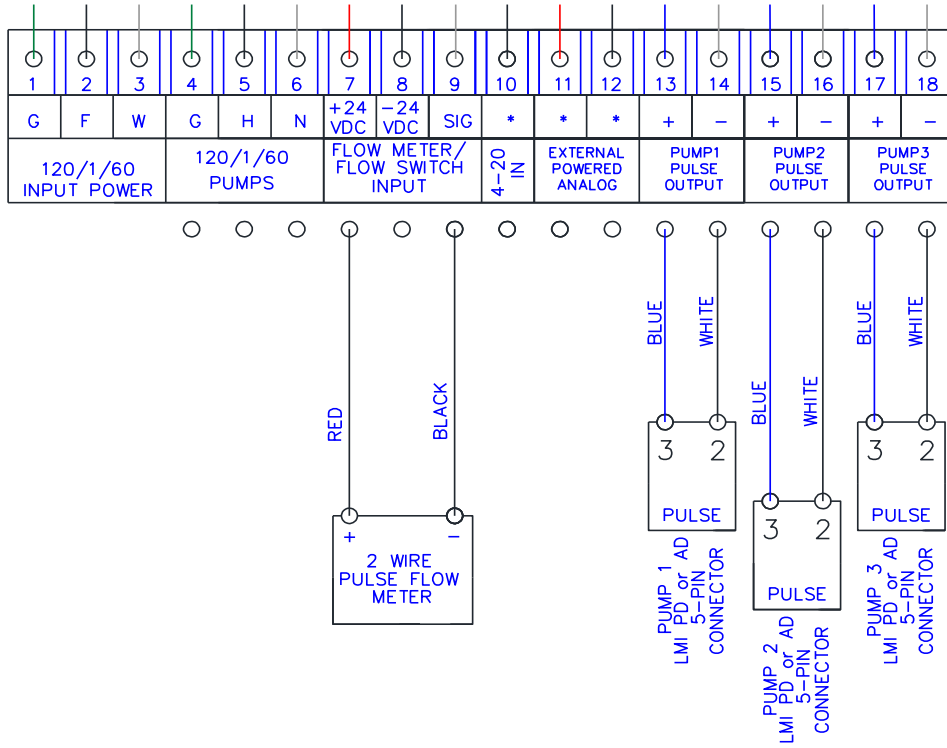 1 2 3 4 5 6 7 8 9 10 11 12 13 14 15 16 17 18
G F W G H N +24 VDC -24 VDC SIG * * * + - + - + -
120/1/60
INPUT POWER
120/1/60
PUMPS
FLOW METER/
FLOW SWITCH
INPUT
4-20
IN
EXTERNAL
POWERED
ANALOG
PUMP1
PULSE
OUTPUT
PUMP2
PULSE
OUTPUT
PUMP3
PULSE
OUTPUT
RED
BLACK
BLUE
WHITE
BLUE
WHITE
BLUE
WHITE
+ -
2 WIRE
PULSE FLOW
METER
3 2
PULSE
PUMP 1
LMI PD or AD
5-PIN
CONNECTOR
3 2
PULSE
PUMP 2
LMI PD or AD
5-PIN
CONNECTOR
3 2
PULSE
PUMP 3
LMI PD or AD
5-PIN
CONNECTOR